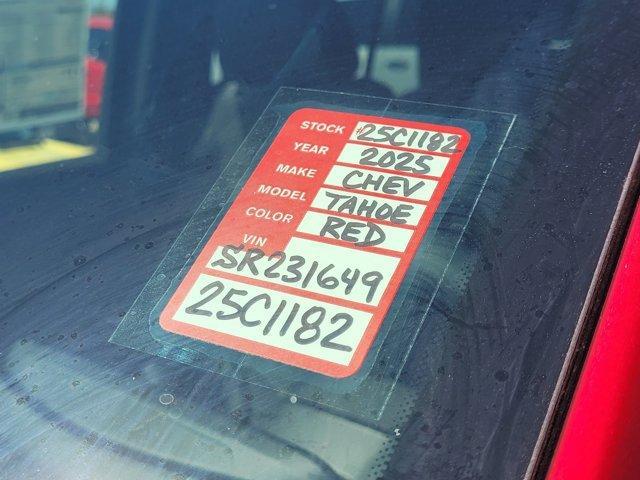 STOCK #25C1182
YEAR 2025
MAKE CHEV
MODEL TAHOE
COLOR RED
VIN
SR231649
25C1182